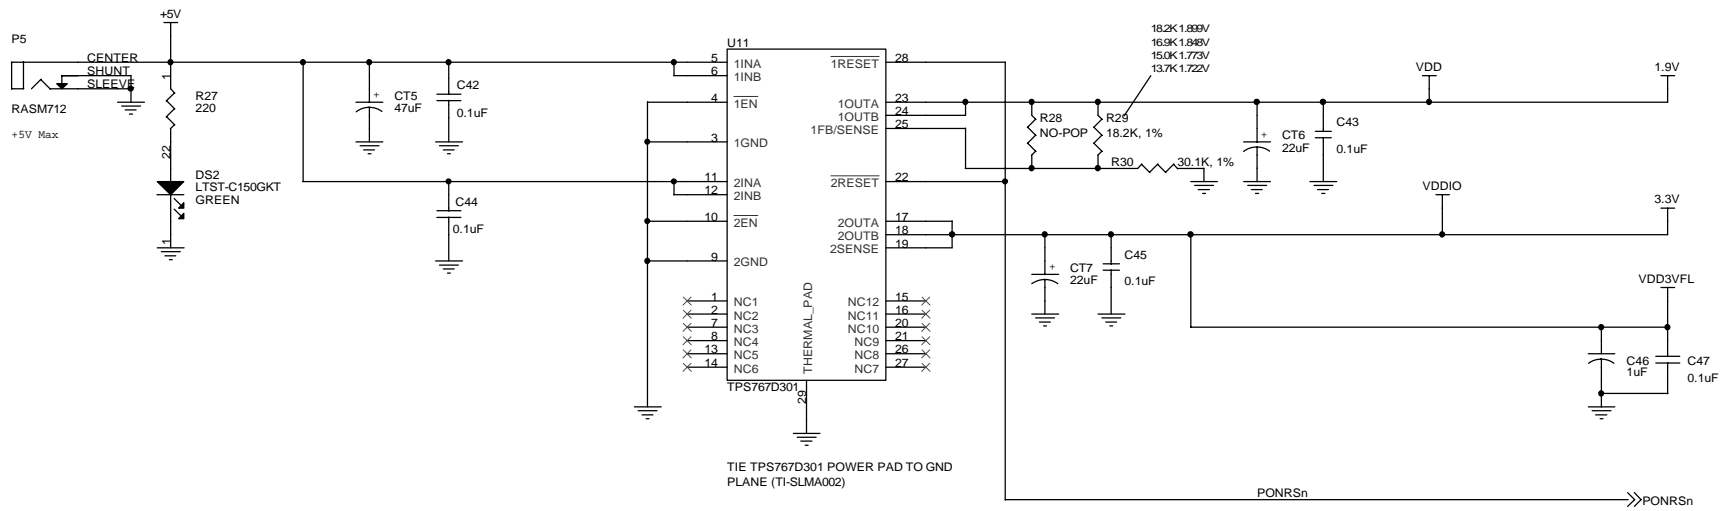 +5V
P5
CENTER
SHUNT
SLEEVE
RASM712
+5V Max
1
R27
220
22
DS2
LTST-C150GKT
GREEN
1
+
CT5
47uF
C42
0.1uF
C44
0.1uF
U11
5 1INA
6 1INB
4 1EN
3 1GND
11 2INA
12 2INB
10 2EN
9 2GND
1 NC1
2 NC2
7 NC3
8 NC4
13 NC5
14 NC6
1RESET 28
1OUTA 23
1OUTB 24
1FB/SENSE 25
2RESET 22
2OUTA 17
2OUTB 18
2SENSE 19
NC12 15
NC11 16
NC10 20
NC9 21
NC8 26
NC7 27
THERMAL_PAD
TPS767D301
29
TIE TPS767D301 POWER PAD TO GND
PLANE (TI-SLMA002)
18.2K 1.899V
16.9K 1.848V
15.0K 1.773V
13.7K 1.722V
R28
NO-POP
R29
18.2K, 1%
R30
30.1K, 1%
VDD
1.9V
+
CT6
22uF
C43
0.1uF
VDDIO
3.3V
+
CT7
22uF
C45
0.1uF
VDD3VFL
C46
1uF
C47
0.1uF
PONRSn
PONRSn